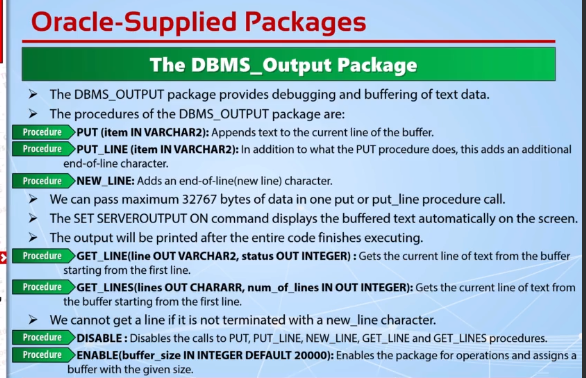 Oracle-Supplied Packages
The DBMS_Output Package
➢ The DBMS_OUTPUT package provides debugging and buffering of text data.
➢ The procedures of the DBMS_OUTPUT package are:
Procedure PUT (item IN VARCHAR2): Appends text to the current line of the buffer.
Procedure PUT_LINE (item IN VARCHAR2): In addition to what the PUT procedure does, this adds an additional
end-of-line character.
Procedure NEW_LINE: Adds an end-of-line(new line) character.
➢ We can pass maximum 32767 bytes of data in one put or put_line procedure call.
➢ The SET SERVEROUTPUT ON command displays the buffered text automatically on the screen.
➢ The output will be printed after the entire code finishes executing.
Procedure GET_LINE(line OUT VARCHAR2, status OUT INTEGER) : Gets the current line of text from the buffer
starting from the first line.
Procedure GET_LINES(lines OUT CHARARR, num_of_lines IN OUT INTEGER): Gets the current line of text from
the buffer starting from the first line.
➢ We cannot get a line if it is not terminated with a new_line character.
Procedure DISABLE : Disables the calls to PUT, PUT_LINE, NEW_LINE, GET_LINE and GET_LINES procedures.
Procedure ENABLE(buffer_size IN INTEGER DEFAULT 20000): Enables the package for operations and assigns a
buffer with the given size.